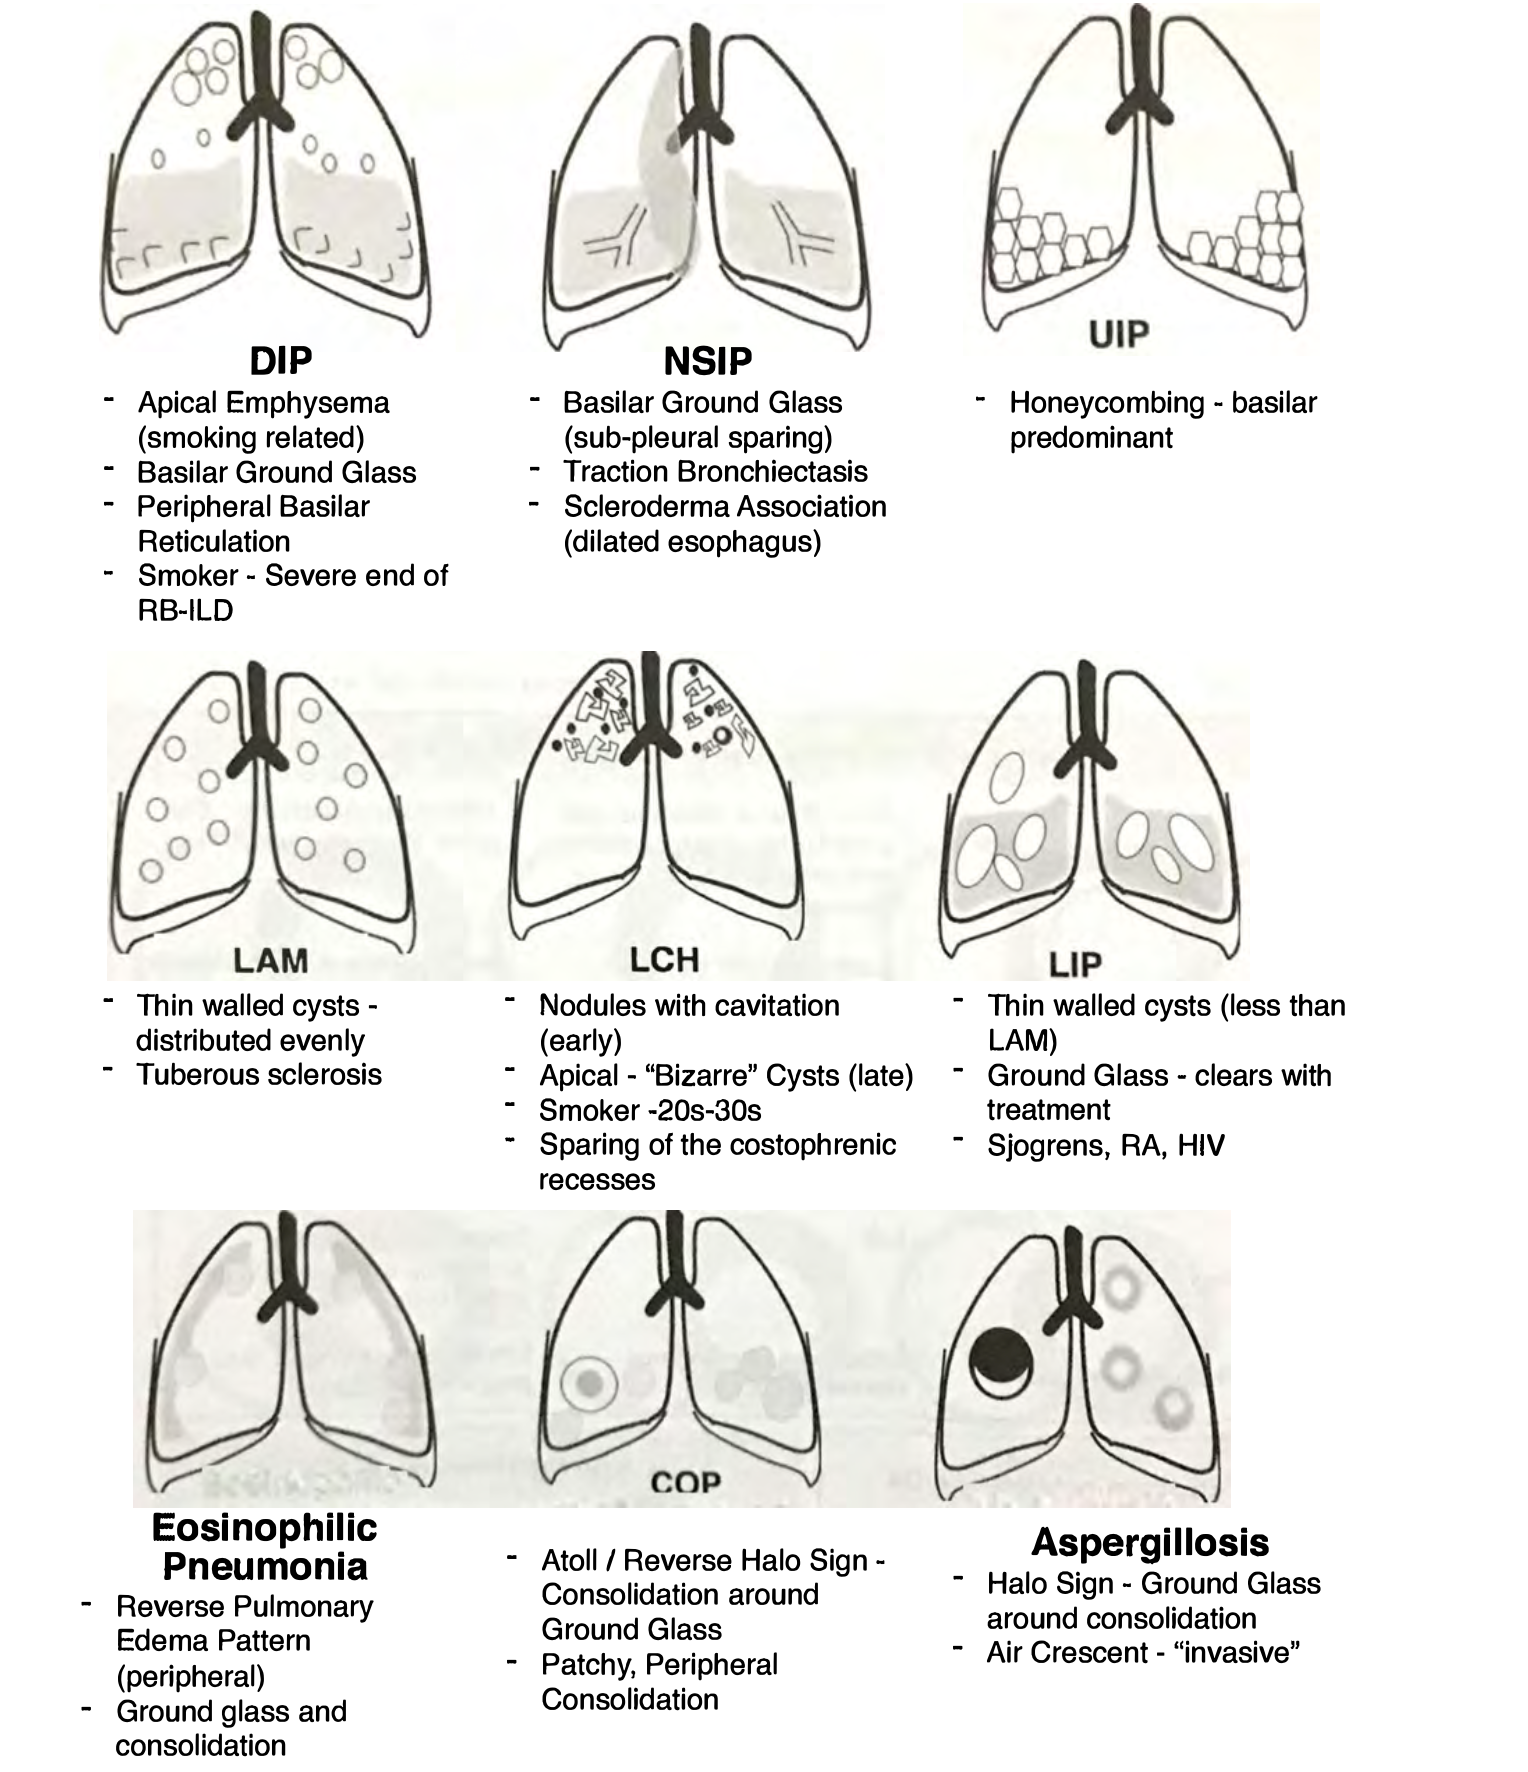 DIP
- Apical Emphysema
(smoking related)
- Basilar Ground Glass
- Peripheral Basilar
Reticulation
- Smoker - Severe end of
RB-ILD
NSIP
- Basilar Ground Glass
(sub-pleural sparing)
- Traction Bronchiectasis
- Scleroderma Association
(dilated esophagus)
UIP
- Honeycombing - basilar
predominant
LAM
- Thin walled cysts -
distributed evenly
- Tuberous sclerosis
LCH
- Nodules with cavitation
(early)
- Apical - “Bizarre” Cysts (late)
- Smoker -20s-30s
- Sparing of the costophrenic
recesses
LIP
- Thin walled cysts (less than
LAM)
- Ground Glass - clears with
treatment
- Sjogrens, RA, HIV
Eosinophilic
Pneumonia
- Reverse Pulmonary
Edema Pattern
(peripheral)
- Ground glass and
consolidation
COP
- Atoll / Reverse Halo Sign -
Consolidation around
Ground Glass
- Patchy, Peripheral
Consolidation
Aspergillosis
- Halo Sign - Ground Glass
around consolidation
- Air Crescent - “invasive”